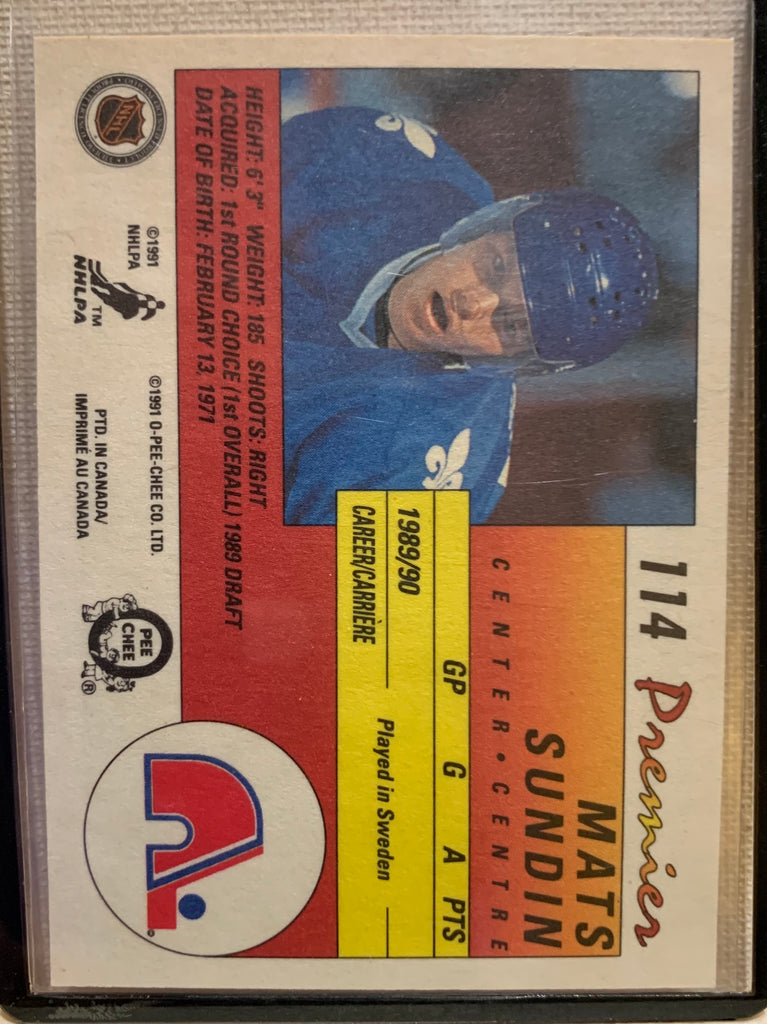 114 Premier
MATS
SUNDIN
CENTER • CENTRE
GP G A PTS
1989/90
CAREER/CARRIÈRE
Played in Sweden
HEIGHT: 6' 3" WEIGHT: 185 SHOOTS: RIGHT
ACQUIRED: 1st ROUND CHOICE (1st OVERALL) 1989 DRAFT
DATE OF BIRTH: FEBRUARY 13, 1971
NHL
©1991
NHLPA
NHLPA
TM
©1991 O-PEE-CHEE CO. LTD.
PTD. IN CANADA/
IMPRIMÉ AU CANADA
O
PEE
CHEE
®